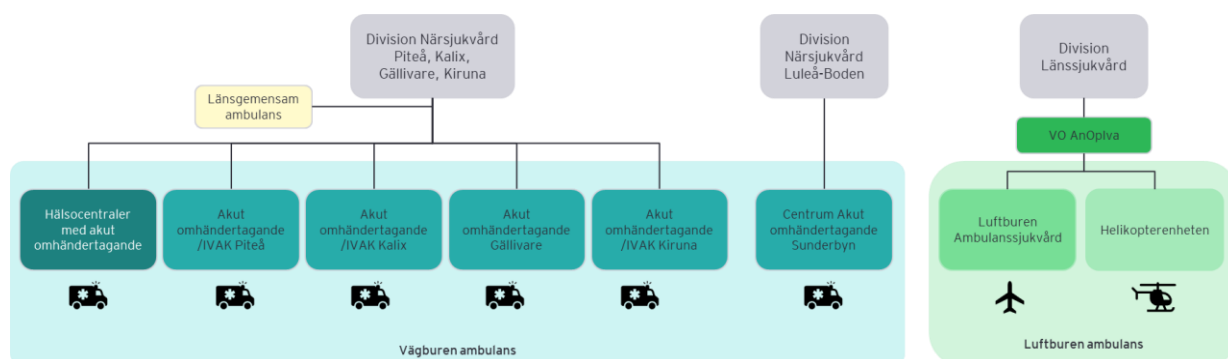 Division Närsjukvård
Piteå, Kalix,
Gällivare, Kiruna
Division
Närsjukvård
Luleå-Boden
Division
Länssjukvård
Länsgemensam
ambulans
VO AnOpIva
Hälsocentraler
med akut
omhändertagande
Akut
omhändertagande
/IVAK Piteå
Akut
omhändertagande
/IVAK Kalix
Akut
omhändertagande
Gällivare
Akut
omhändertagande
/IVAK Kiruna
Centrum Akut
omhändertagande
Sunderbyn
Luftburen
Ambulanssjukvård
Helikopterenheten
Vägburen ambulans
Luftburen ambulans